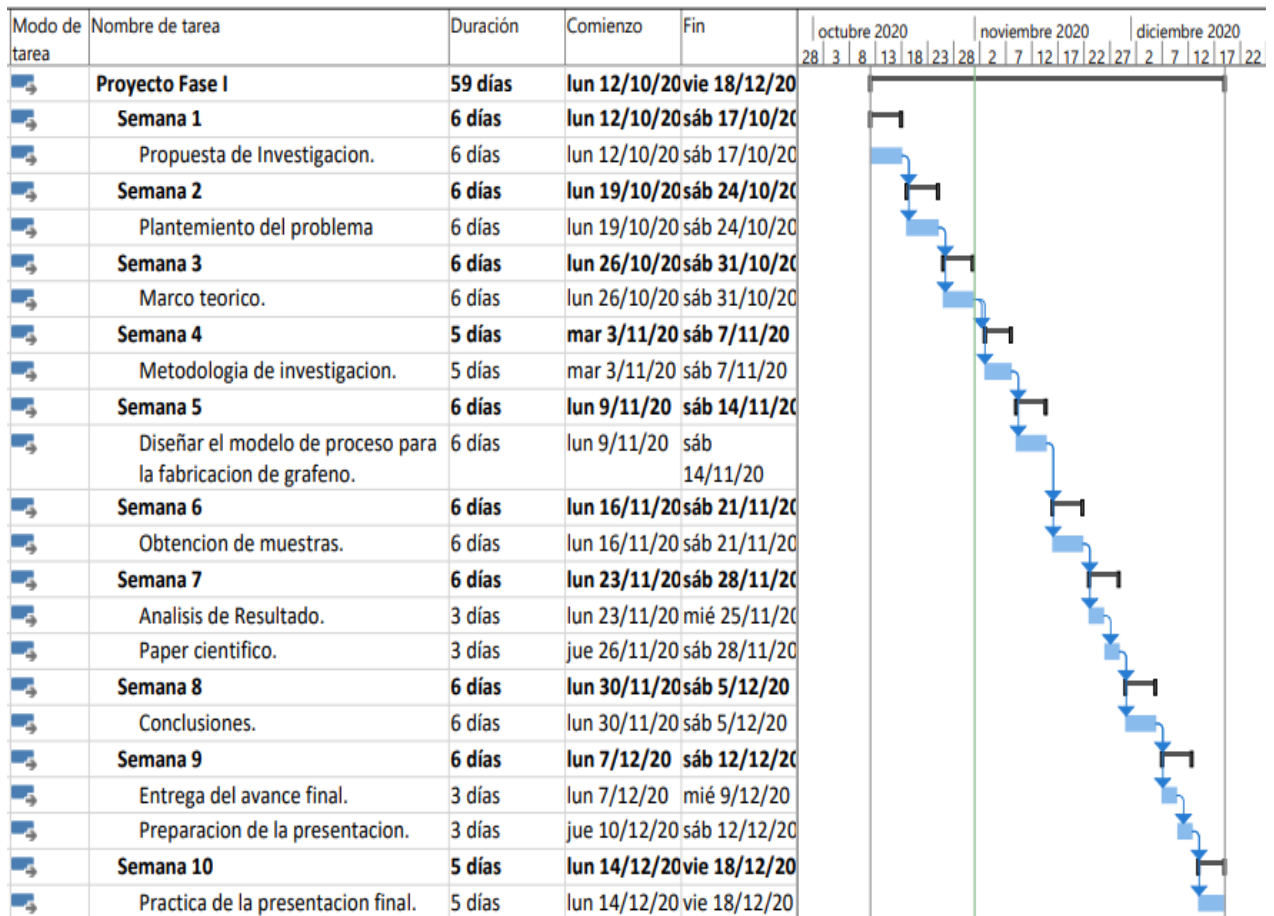 Modo de tarea Nombre de tarea Duración Comienzo Fin octubre 2020 noviembre 2020 diciembre 2020
28 3 8 13 18 23 28 2 7 12 17 22 27 2 7 12 17 22
Proyecto Fase I 59 días lun 12/10/20 vie 18/12/20
Semana 1 6 días lun 12/10/20 sáb 17/10/20
Propuesta de Investigacion. 6 días lun 12/10/20 sáb 17/10/20
Semana 2 6 días lun 19/10/20 sáb 24/10/20
Plantemiento del problema 6 días lun 19/10/20 sáb 24/10/20
Semana 3 6 días lun 26/10/20 sáb 31/10/20
Marco teorico. 6 días lun 26/10/20 sáb 31/10/20
Semana 4 5 días mar 3/11/20 sáb 7/11/20
Metodologia de investigacion. 5 días mar 3/11/20 sáb 7/11/20
Semana 5 6 días lun 9/11/20 sáb 14/11/20
Diseñar el modelo de proceso para 6 días lun 9/11/20 sáb
la fabricacion de grafeno. 14/11/20
Semana 6 6 días lun 16/11/20 sáb 21/11/20
Obtencion de muestras. 6 días lun 16/11/20 sáb 21/11/20
Semana 7 6 días lun 23/11/20 sáb 28/11/20
Analisis de Resultado. 3 días lun 23/11/20 mié 25/11/20
Paper cientifico. 3 días jue 26/11/20 sáb 28/11/20
Semana 8 6 días lun 30/11/20 sáb 5/12/20
Conclusiones. 6 días lun 30/11/20 sáb 5/12/20
Semana 9 6 días lun 7/12/20 sáb 12/12/20
Entrega del avance final. 3 días lun 7/12/20 mié 9/12/20
Preparacion de la presentacion. 3 días jue 10/12/20 sáb 12/12/20
Semana 10 5 días lun 14/12/20 vie 18/12/20
Practica de la presentacion final. 5 días lun 14/12/20 vie 18/12/20